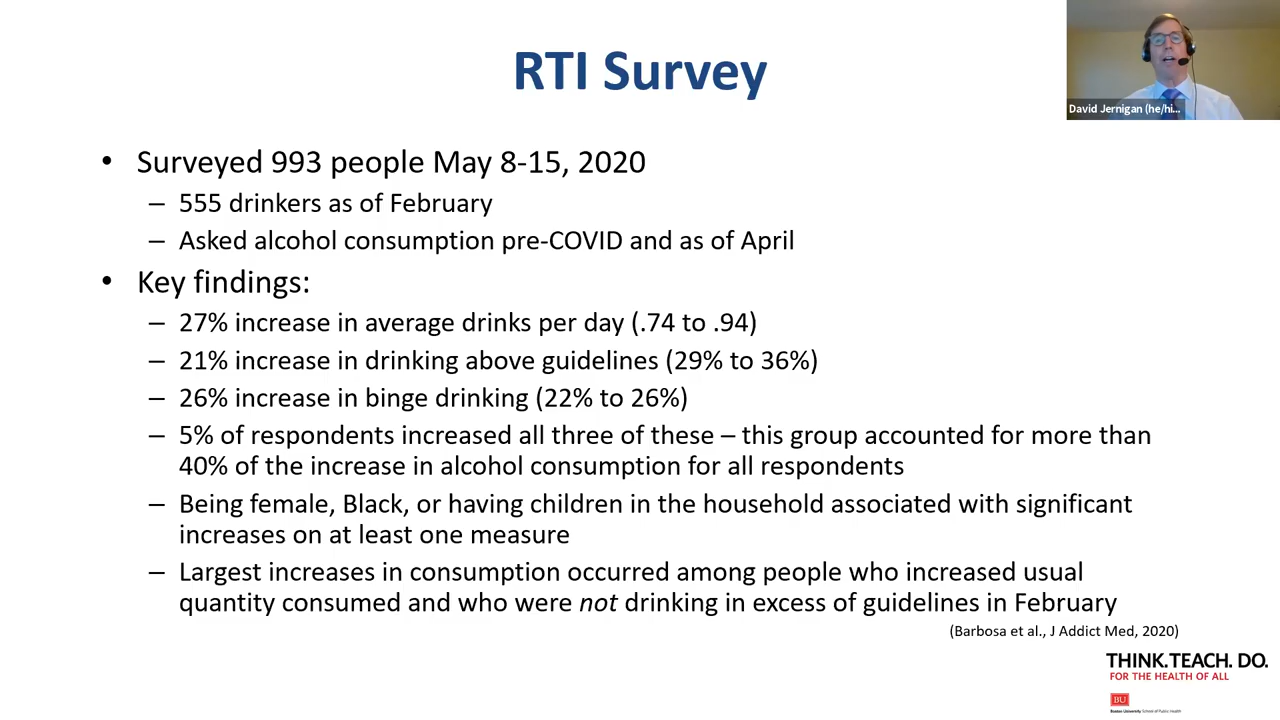 RTI Survey
David Jernigan (he/hi...
• Surveyed 993 people May 8-15, 2020
– 555 drinkers as of February
– Asked alcohol consumption pre-COVID and as of April
• Key findings:
– 27% increase in average drinks per day (.74 to .94)
– 21% increase in drinking above guidelines (29% to 36%)
– 26% increase in binge drinking (22% to 26%)
– 5% of respondents increased all three of these – this group accounted for more than
40% of the increase in alcohol consumption for all respondents
– Being female, Black, or having children in the household associated with significant
increases on at least one measure
– Largest increases in consumption occurred among people who increased usual
quantity consumed and who were not drinking in excess of guidelines in February
(Barbosa et al., J Addict Med, 2020)
THINK.TEACH. DO.
FOR THE HEALTH OF ALL
BU
Boston University School of Public Health